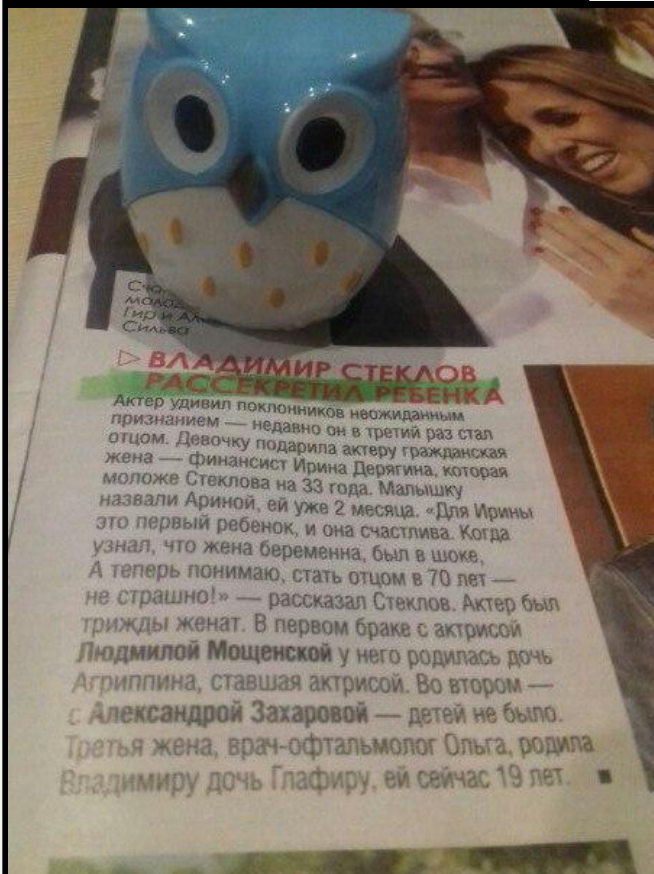 молод
Гир и
Сильва
ВЛАДИМИР СТЕКЛОВ
РАССЕКРЕТИЛ РЕБЕНКА
Актер удивил поклонников неожиданным
признанием — недавно он в третий раз стал
отцом. Девочку подарила актеру гражданская
жена — финансист Ирина Дерягина, которая
моложе Стеклова на 33 года. Малышку
назвали Ариной, ей уже 2 месяца. «Для Ирины
это первый ребенок, и она счастлива. Когда
узнал, что жена беременна, был в шоке,
А теперь понимаю, стать отцом в 70 лет —
не страшно!» — рассказал Стеклов. Актер был
трижды женат. В первом браке с актрисой
Людмилой Мощенской у него родилась дочь
Агриппина, ставшая актрисой. Во втором —
с Александрой Захаровой — детей не было.
Третья жена, врач-офтальмолог Ольга, родила
Владимиру дочь Глафиру, ей сейчас 19 лет.